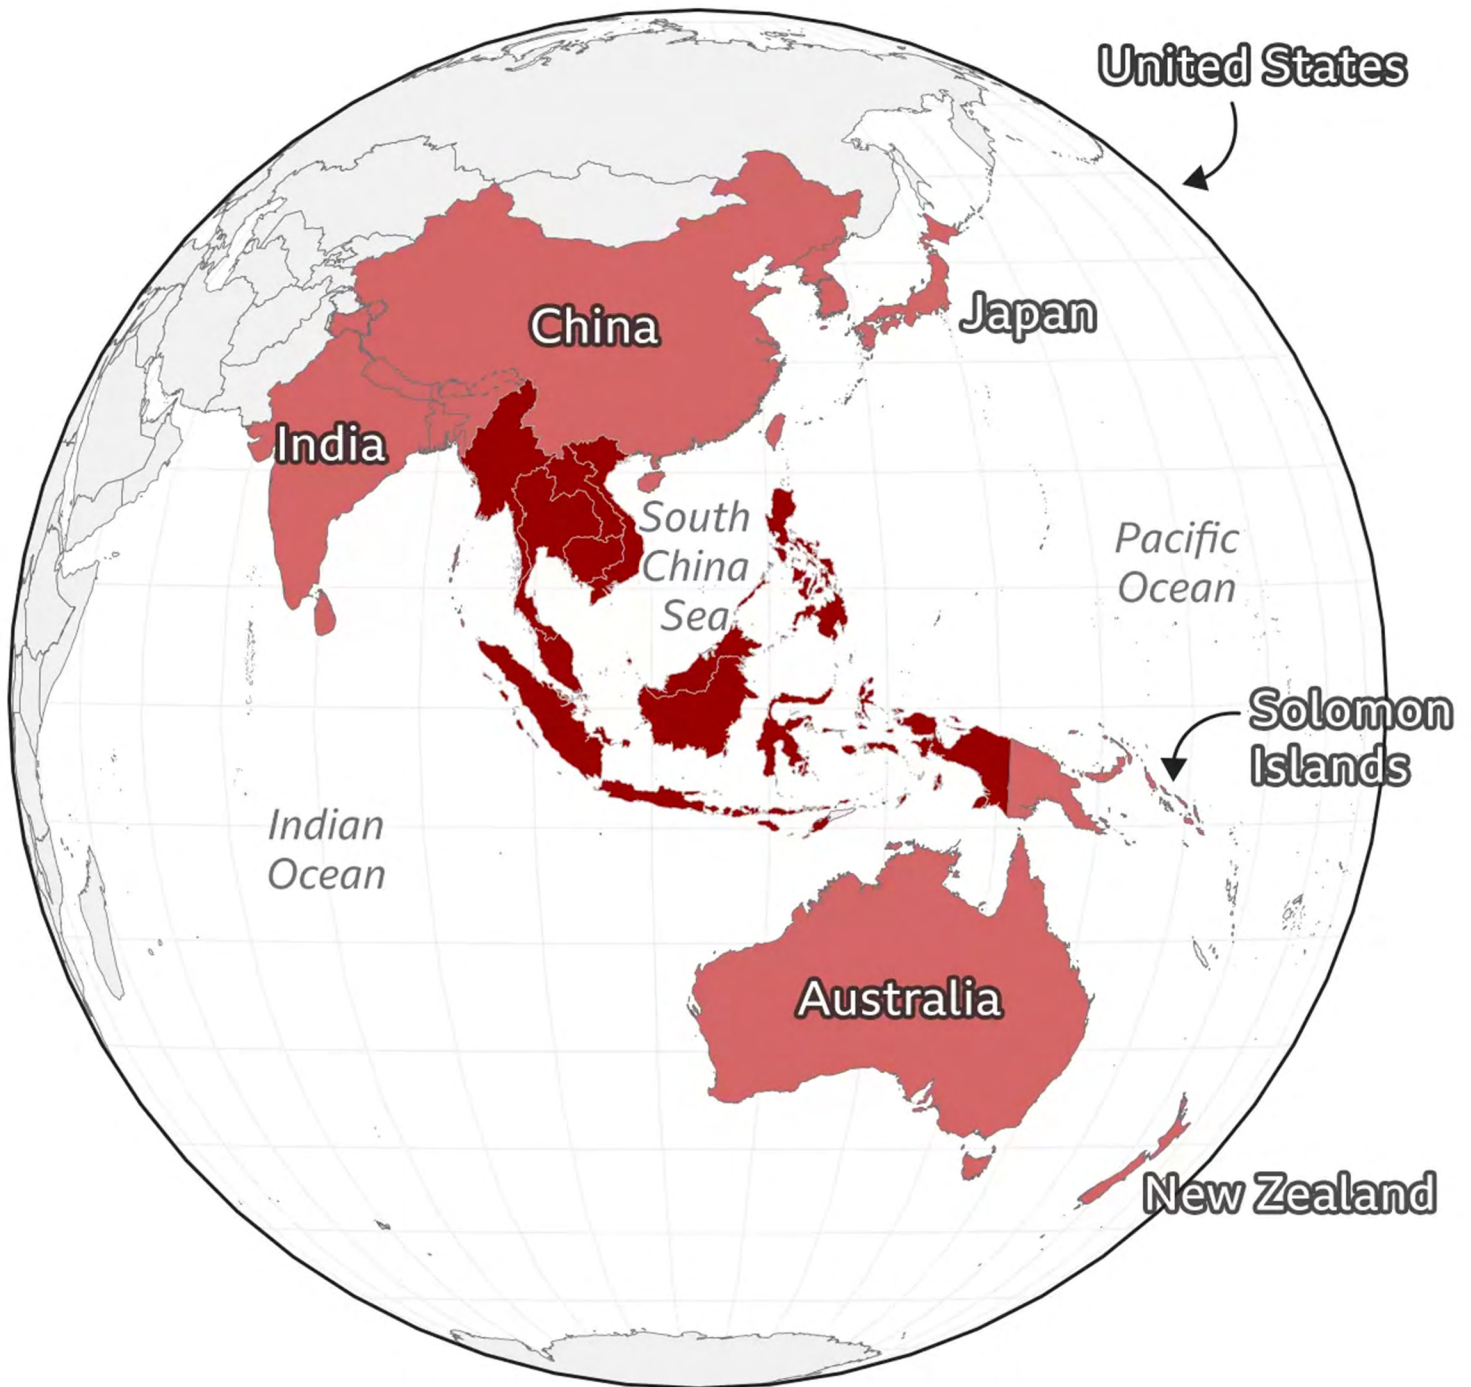 United States
China
Japan
India
South
China
Sea
Pacific
Ocean
Solomon
Islands
Indian
Ocean
Australia
New Zealand